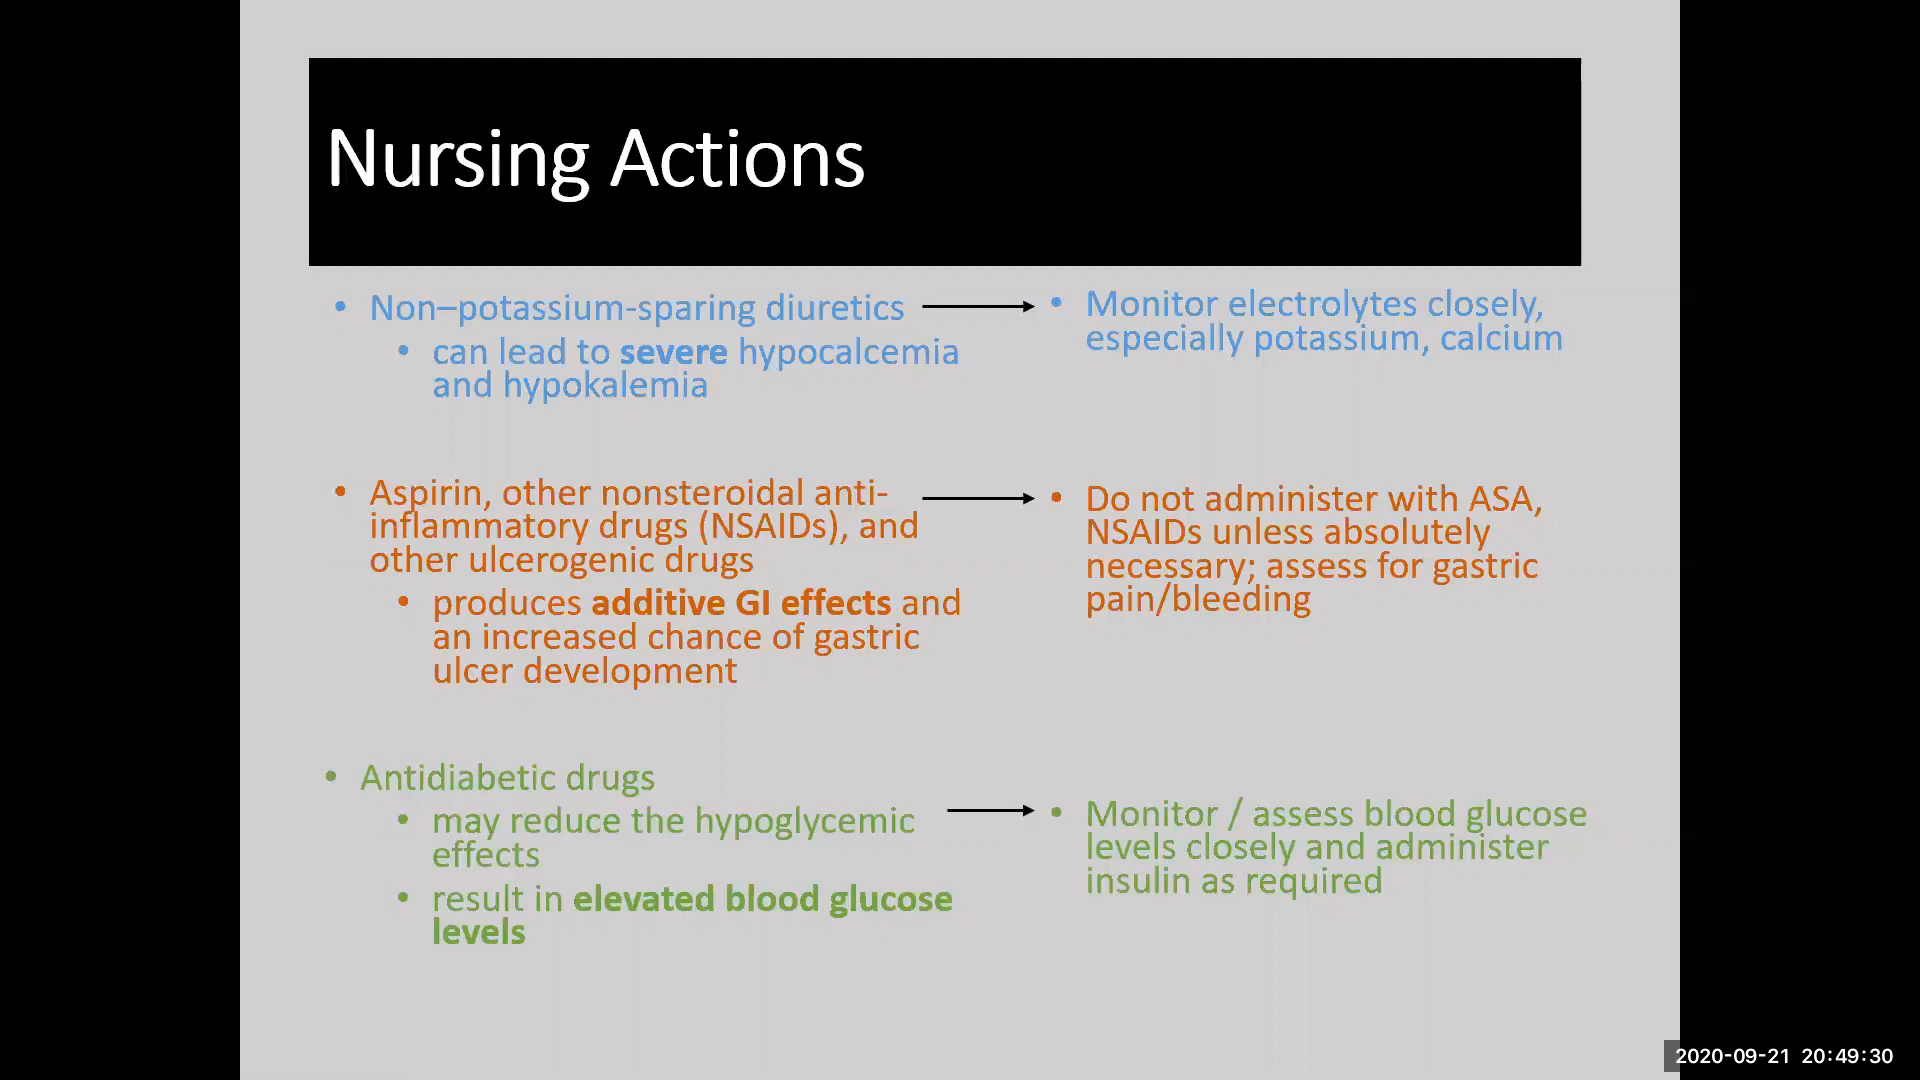 Nursing Actions
• Non–potassium-sparing diuretics
• can lead to severe hypocalcemia
and hypokalemia
• Monitor electrolytes closely,
especially potassium, calcium
• Aspirin, other nonsteroidal anti-
inflammatory drugs (NSAIDs), and
other ulcerogenic drugs
• produces additive GI effects and
an increased chance of gastric
ulcer development
• Do not administer with ASA,
NSAIDs unless absolutely
necessary; assess for gastric
pain/bleeding
• Antidiabetic drugs
• may reduce the hypoglycemic
effects
• result in elevated blood glucose
levels
• Monitor / assess blood glucose
levels closely and administer
insulin as required
2020-09-21 20:49:30